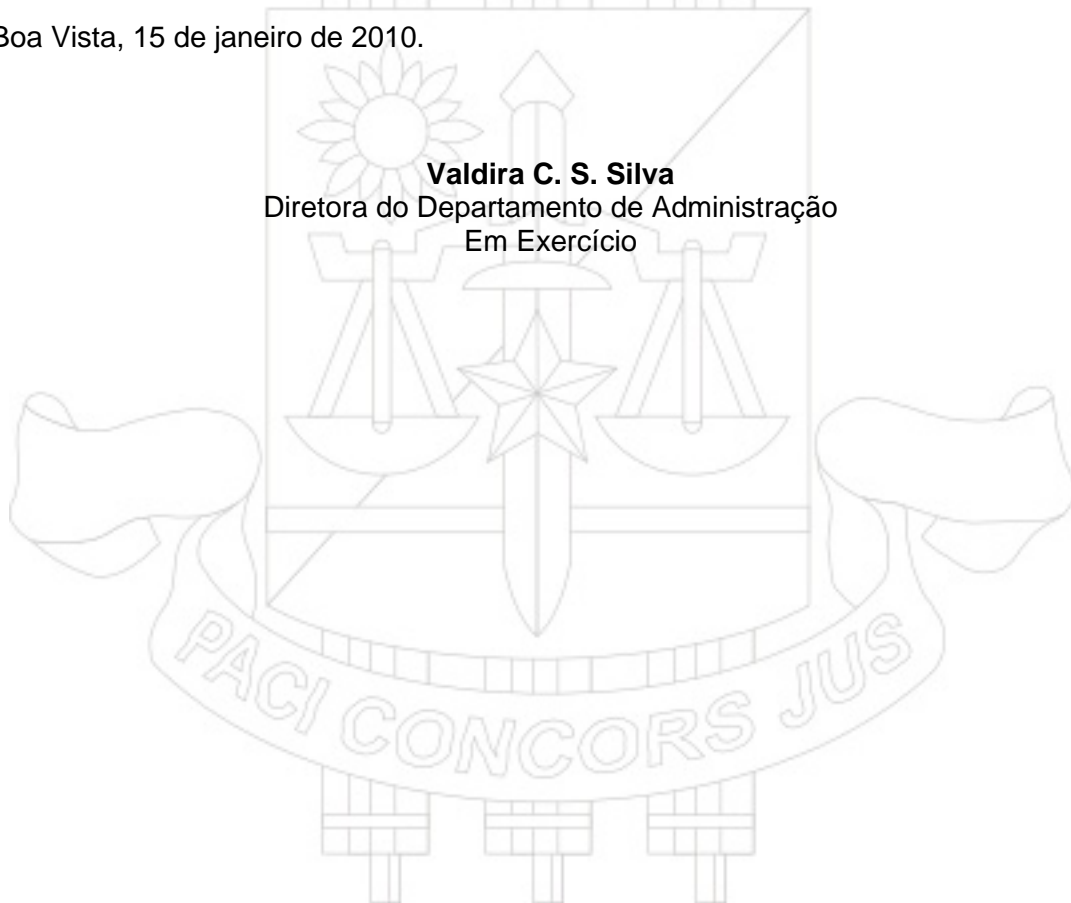 Boa Vista, 15 de janeiro de 2010.
Valdira C. S. Silva
Diretora do Departamento de Administração
Em Exercício
PACI CONCORS JUS